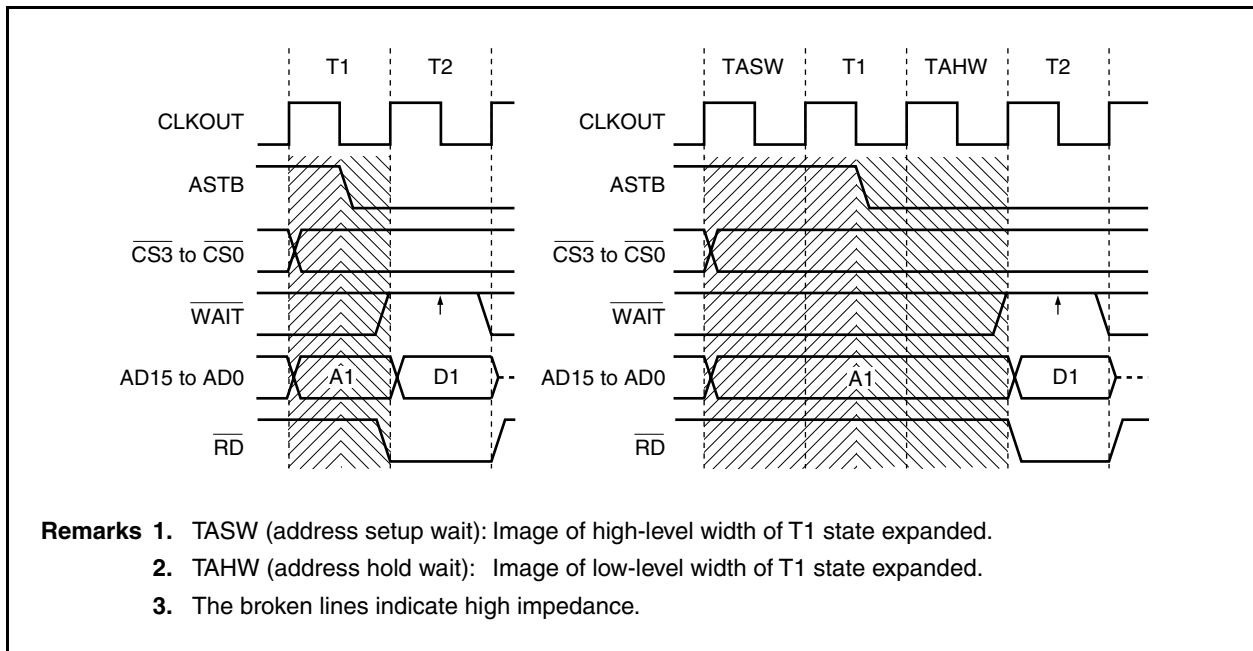 T1 T2 TASW T1 TAHW T2
CLKOUT CLKOUT
ASTB ASTB
CS3 to CS0 CS3 to CS0
WAIT WAIT
AD15 to AD0 A1 D1 AD15 to AD0 A1 D1
RD RD
Remarks 1. TASW (address setup wait): Image of high-level width of T1 state expanded.
2. TAHW (address hold wait): Image of low-level width of T1 state expanded.
3. The broken lines indicate high impedance.